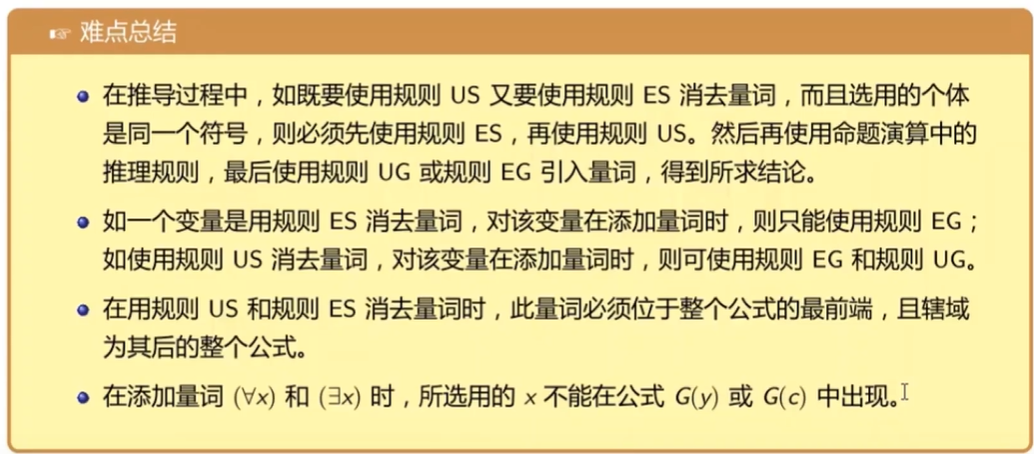 ☞ 难点总结
在推导过程中，如既要使用规则 US 又要使用规则 ES 消去量词，而且选用的个体
是同一个符号，则必须先使用规则 ES，再使用规则 US。然后再使用命题演算中的
推理规则，最后使用规则 UG 或规则 EG 引入量词，得到所求结论。
如一个变量是用规则 ES 消去量词，对该变量在添加量词时，则只能使用规则 EG；
如使用规则 US 消去量词，对该变量在添加量词时，则可使用规则 EG 和规则 UG。
在用规则 US 和规则 ES 消去量词时，此量词必须位于整个公式的最前端，且辖域
为其后的整个公式。
在添加量词 (∀x) 和 (∃x) 时，所选用的 x 不能在公式 G(y) 或 G(c) 中出现。